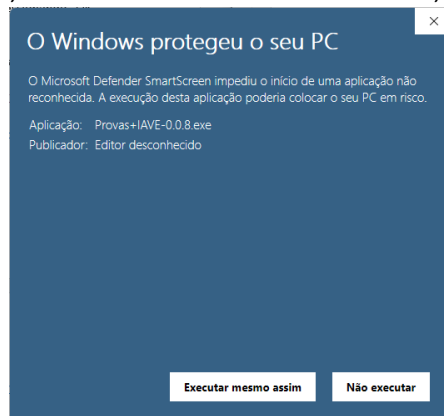 O Windows protegeu o seu PC
O Microsoft Defender SmartScreen impediu o início de uma aplicação não
reconhecida. A execução desta aplicação poderia colocar o seu PC em risco.
Aplicação: Provas+IAVE-0.0.8.exe
Publicador: Editor desconhecido
Executar mesmo assim Não executar